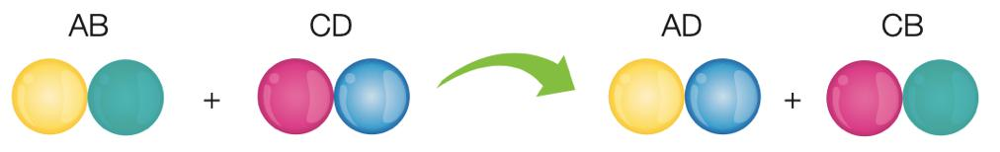 AB CD AD CB
+ +